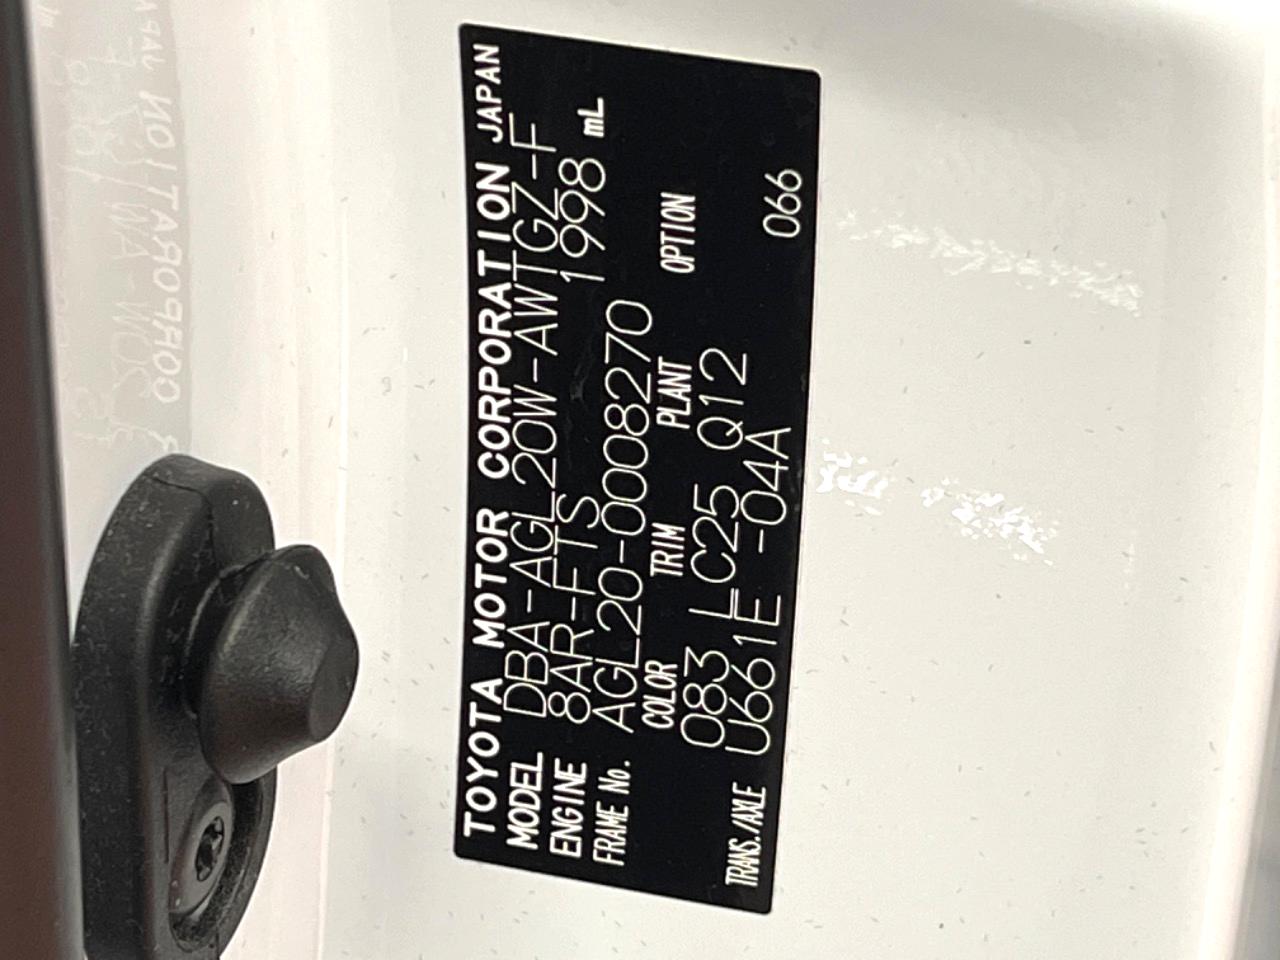 TOYOTA MOTOR CORPORATION JAPAN
MODEL DBA-AGL20W-AWTGZ-F
ENGINE 8AR-FTS 1998 mL
FRAME No. AGL20-0008270
COLOR TRIM PLANT OPTION
083 LC25 Q12
TRANS./AXLE U661E -04A 066